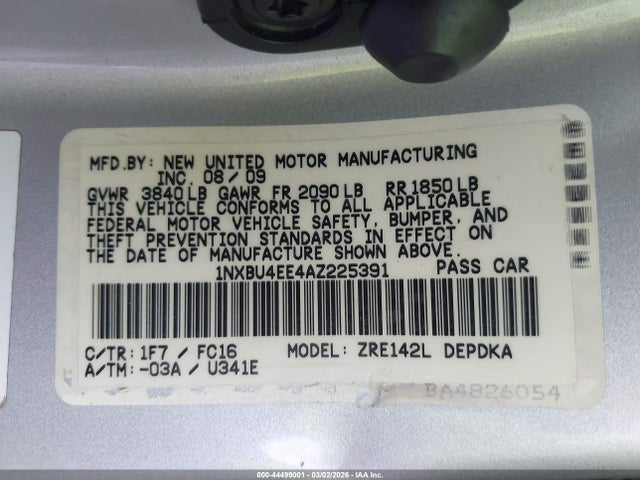 MFD.BY: NEW UNITED MOTOR MANUFACTURING
INC. 08/09
GVWR 3840LB GAWR FR 2090LB RR1850LB
THIS VEHICLE CONFORMS TO ALL APPLICABLE
FEDERAL MOTOR VEHICLE SAFETY, BUMPER, AND
THEFT PREVENTION STANDARDS IN EFFECT ON
THE DATE OF MANUFACTURE SHOWN ABOVE.
1NXBU4EE4AZ225391 PASS CAR
C/TR: 1F7 / FC16 MODEL: ZRE142L DEPDKA
A/TM: -03A / U341E
BA4826054
000-44499001 | 03/02/2026 | IAA Inc.